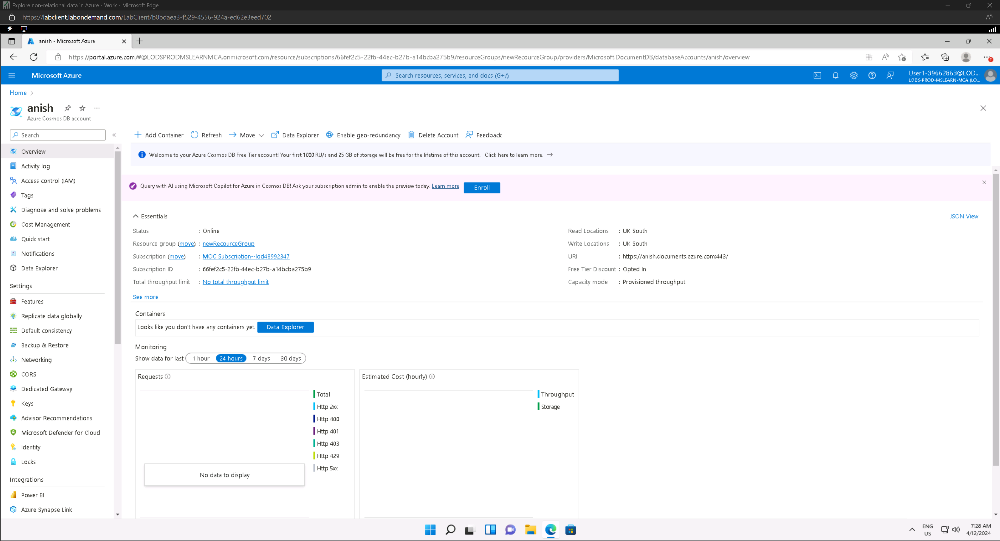 Explore non-relational data in Azure - Work - Microsoft Edge
https://labclient.labondemand.com/LabClient/b0bdaea3-f529-4556-924a-ed62e3eed702
anish - Microsoft Azure
https://portal.azure.com/#@LODSPRODMSLEARNMCA.onmicrosoft.com/resource/subscriptions/66fef2c5-22fb-44ec-b27b-a14bcba275b9/resourceGroups/newRecourceGroup/providers/Microsoft.DocumentDB/databaseAccounts/anish/overview
Microsoft Azure
Search resources, services, and docs (G+/)
User1-39662863@LOD...
LODS-PROD-MSLEARN-MCA (LO...
Home
anish
Azure Cosmos DB account
Search
Add Container
Refresh
Move
Data Explorer
Enable geo-redundancy
Delete Account
Feedback
Overview
Activity log
Access control (IAM)
Tags
Diagnose and solve problems
Cost Management
Quick start
Notifications
Data Explorer
Settings
Features
Replicate data globally
Default consistency
Backup & Restore
Networking
CORS
Dedicated Gateway
Keys
Advisor Recommendations
Microsoft Defender for Cloud
Identity
Locks
Integrations
Power BI
Azure Synapse Link
Welcome to your Azure Cosmos DB Free Tier account! Your first 1000 RU/s and 25 GB of storage will be free for the lifetime of this account. Click here to learn more. →
Query with AI using Microsoft Copilot for Azure in Cosmos DB! Ask your subscription admin to enable the preview today. Learn more
Enroll
Essentials
JSON View
Status : Online
Resource group (move) : newRecourceGroup
Subscription (move) : MOC Subscription--lod48992347
Subscription ID : 66fef2c5-22fb-44ec-b27b-a14bcba275b9
Total throughput limit : No total throughput limit
Read Locations : UK South
Write Locations : UK South
URI : https://anish.documents.azure.com:443/
Free Tier Discount : Opted In
Capacity mode : Provisioned throughput
See more
Containers
Looks like you don't have any containers yet. Data Explorer
Monitoring
Show data for last 1 hour 24 hours 7 days 30 days
Requests
Total
Http 2xx
Http 400
Http 401
Http 403
Http 429
Http 5xx
No data to display
Estimated Cost (hourly)
Throughput
Storage
ENG
US
7:28 AM
4/12/2024